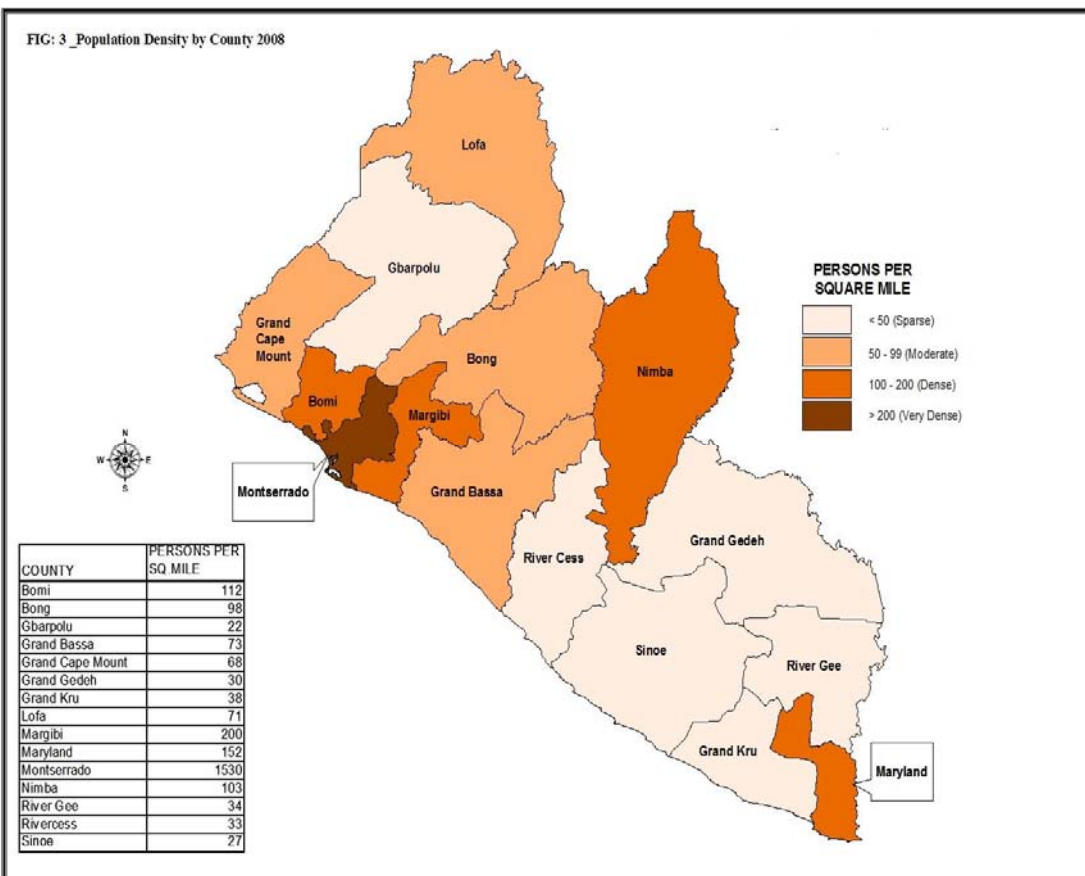 FIG: 3 _Population Density by County 2008
Lofa
Gbarpolu
Grand
Cape
Mount
Bong
Nimba
Bomi
Margibi
Montserrado
Grand Bassa
River Cess
Grand Gedeh
Sinoe
River Gee
Grand Kru
Maryland
N
W
E
S
PERSONS PER
SQUARE MILE
< 50 (Sparse)
50 - 99 (Moderate)
100 - 200 (Dense)
> 200 (Very Dense)
COUNTY PERSONS PER
SQ.MILE
Bomi 112
Bong 98
Gbarpolu 22
Grand Bassa 73
Grand Cape Mount 68
Grand Gedeh 30
Grand Kru 38
Lofa 71
Margibi 200
Maryland 152
Montserrado 1530
Nimba 103
River Gee 34
Rivercess 33
Sinoe 27